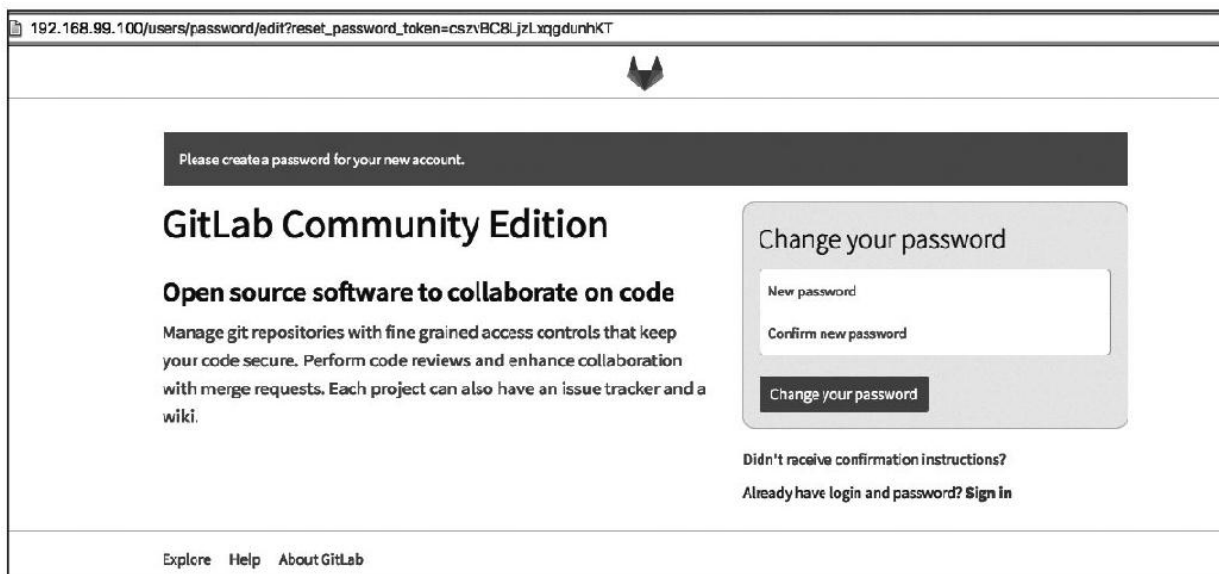 192.168.99.100/users/password/edit?reset_password_token=cszvBC8LjzLxqgdunhKT
Please create a password for your new account.
GitLab Community Edition
Open source software to collaborate on code
Manage git repositories with fine grained access controls that keep
your code secure. Perform code reviews and enhance collaboration
with merge requests. Each project can also have an issue tracker and a
wiki.
Change your password
New password
Confirm new password
Change your password
Didn't receive confirmation instructions?
Already have login and password? Sign in
Explore Help About GitLab